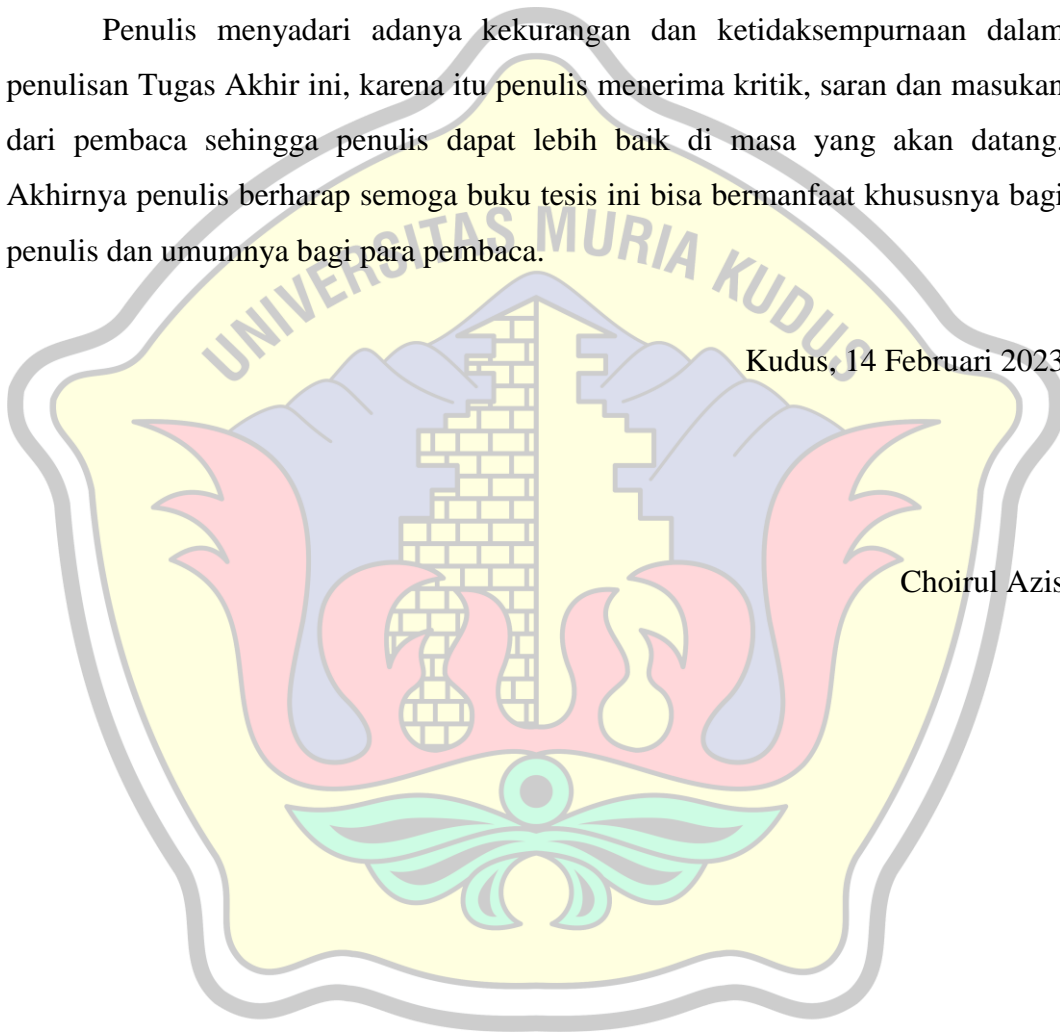 Penulis menyadari adanya kekurangan dan ketidaksempurnaan dalam
penulisan Tugas Akhir ini, karena itu penulis menerima kritik, saran dan masukan
dari pembaca sehingga penulis dapat lebih baik di masa yang akan datang.
Akhirnya penulis berharap semoga buku tesis ini bisa bermanfaat khususnya bagi
penulis dan umumnya bagi para pembaca.
UNIVERSITAS MURIA KUDUS
Kudus, 14 Februari 2023
Choirul Azis